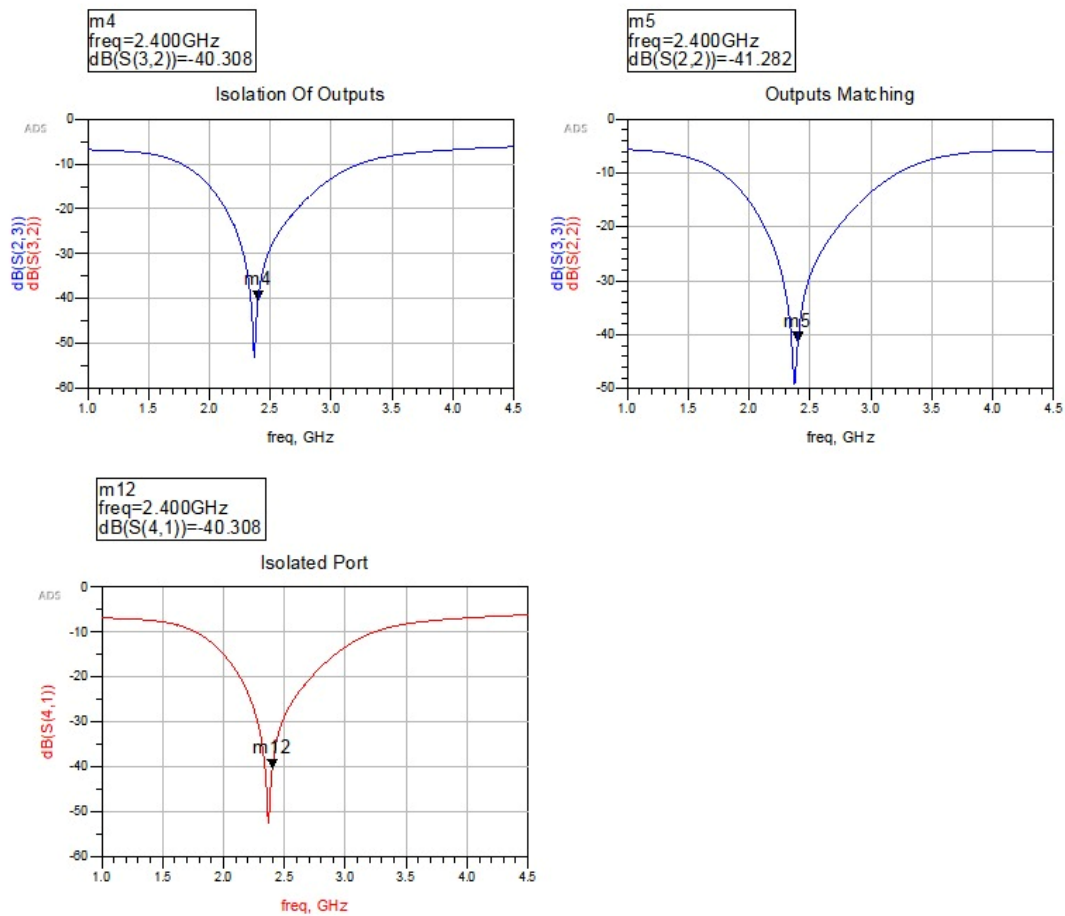 m4
freq=2.400GHz
dB(S(3,2))=-40.308
m5
freq=2.400GHz
dB(S(2,2))=-41.282
Isolation Of Outputs
ADS
0
-10
-20
-30
-40
-50
-60
dB(S(2,3))
dB(S(3,2))
m4
1.0 1.5 2.0 2.5 3.0 3.5 4.0 4.5
freq, GHz
Outputs Matching
ADS
0
-10
-20
-30
-40
-50
dB(S(3,3))
dB(S(2,2))
m5
1.0 1.5 2.0 2.5 3.0 3.5 4.0 4.5
freq, GHz
m12
freq=2.400GHz
dB(S(4,1))=-40.308
Isolated Port
ADS
0
-10
-20
-30
-40
-50
-60
dB(S(4,1))
m12
1.0 1.5 2.0 2.5 3.0 3.5 4.0 4.5
freq, GHz